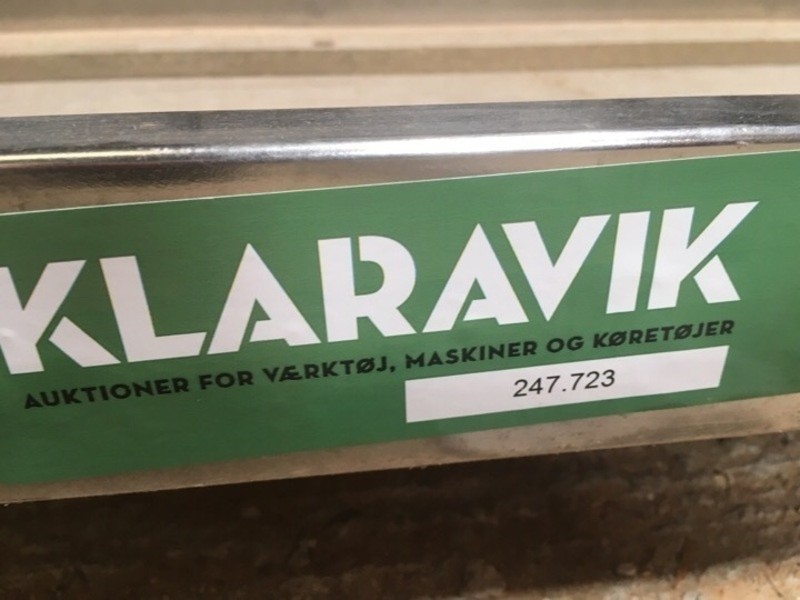 KLARAVIK
AUKTIONER FOR VÆRKTØJ, MASKINER OG KØRETØJER
247.723